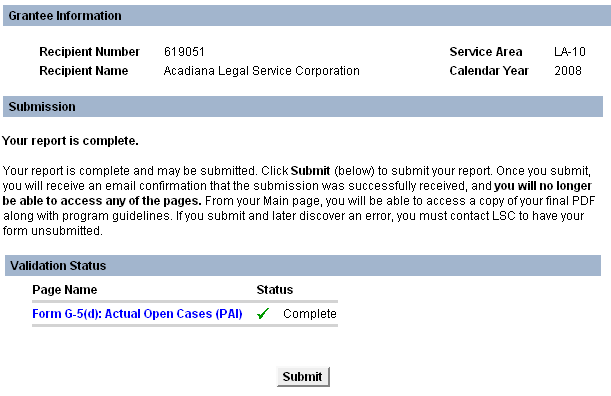 Grantee Information
Recipient Number 619051 Service Area LA-10
Recipient Name Acadiana Legal Service Corporation Calendar Year 2008
Submission
Your report is complete.
Your report is complete and may be submitted. Click Submit (below) to submit your report. Once you submit,
you will receive an email confirmation that the submission was successfully received, and you will no longer
be able to access any of the pages. From your Main page, you will be able to access a copy of your final PDF
along with program guidelines. If you submit and later discover an error, you must contact LSC to have your
form unsubmitted.
Validation Status
Page Name Status
Form G-5(d): Actual Open Cases (PAI) ✓ Complete
Submit